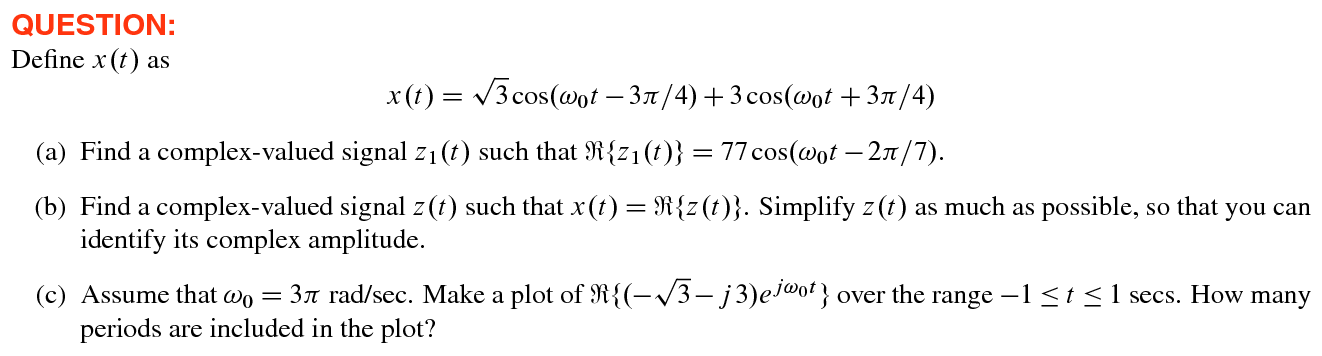 QUESTION:
Define x(t) as
x(t) = √3 cos(ω₀t − 3π/4) + 3 cos(ω₀t + 3π/4)
(a) Find a complex-valued signal z₁(t) such that ℜ{z₁(t)} = 77 cos(ω₀t − 2π/7).
(b) Find a complex-valued signal z(t) such that x(t) = ℜ{z(t)}. Simplify z(t) as much as possible, so that you can
identify its complex amplitude.
(c) Assume that ω₀ = 3π rad/sec. Make a plot of ℜ{(−√3 − j3)e^{jω₀t}} over the range −1 ≤ t ≤ 1 secs. How many
periods are included in the plot?